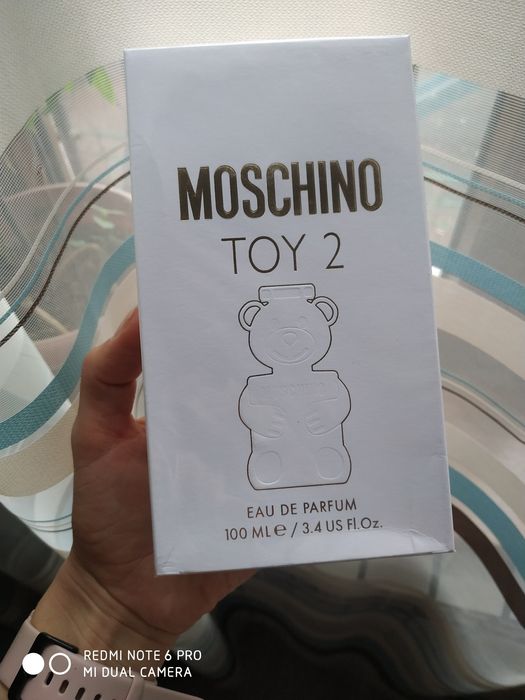 MOSCHINO
TOY 2
MOSCHINO
EAU DE PARFUM
100 ML e / 3.4 US Fl.Oz.
REDMI NOTE 6 PRO
MI DUAL CAMERA